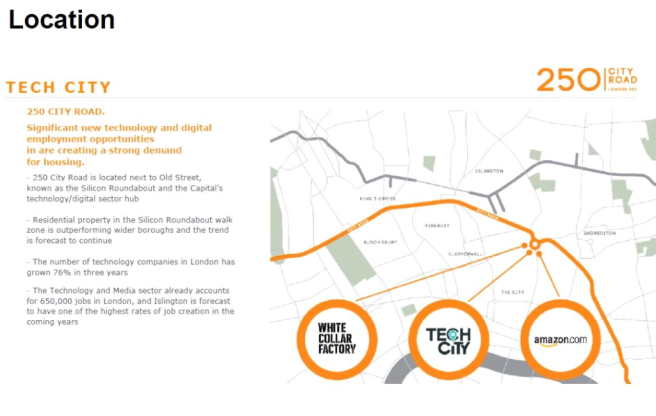 Location
TECH CITY
250 CITY
ROAD
250 CITY ROAD.
Significant new technology and digital
employment opportunities
in are creating a strong demand
for housing.
- 250 City Road is located next to Old Street,
known as the Silicon Roundabout and the Capital's
technology/digital sector hub
- Residential property in the Silicon Roundabout walk
zone is outperforming wider boroughs and the trend
is forecast to continue
- The number of technology companies in London has
grown 76% in three years
- The Technology and Media sector already accounts
for 650,000 jobs in London, and Islington is forecast
to have one of the highest rates of job creation in the
coming years
ISLINGTON
KING'S CROSS
FINSBURY
SHOREDITCH
BLOOMSBURY
CLERKENWELL
THE CITY
WHITE
COLLAR
FACTORY
TECH
CITY
amazon.com